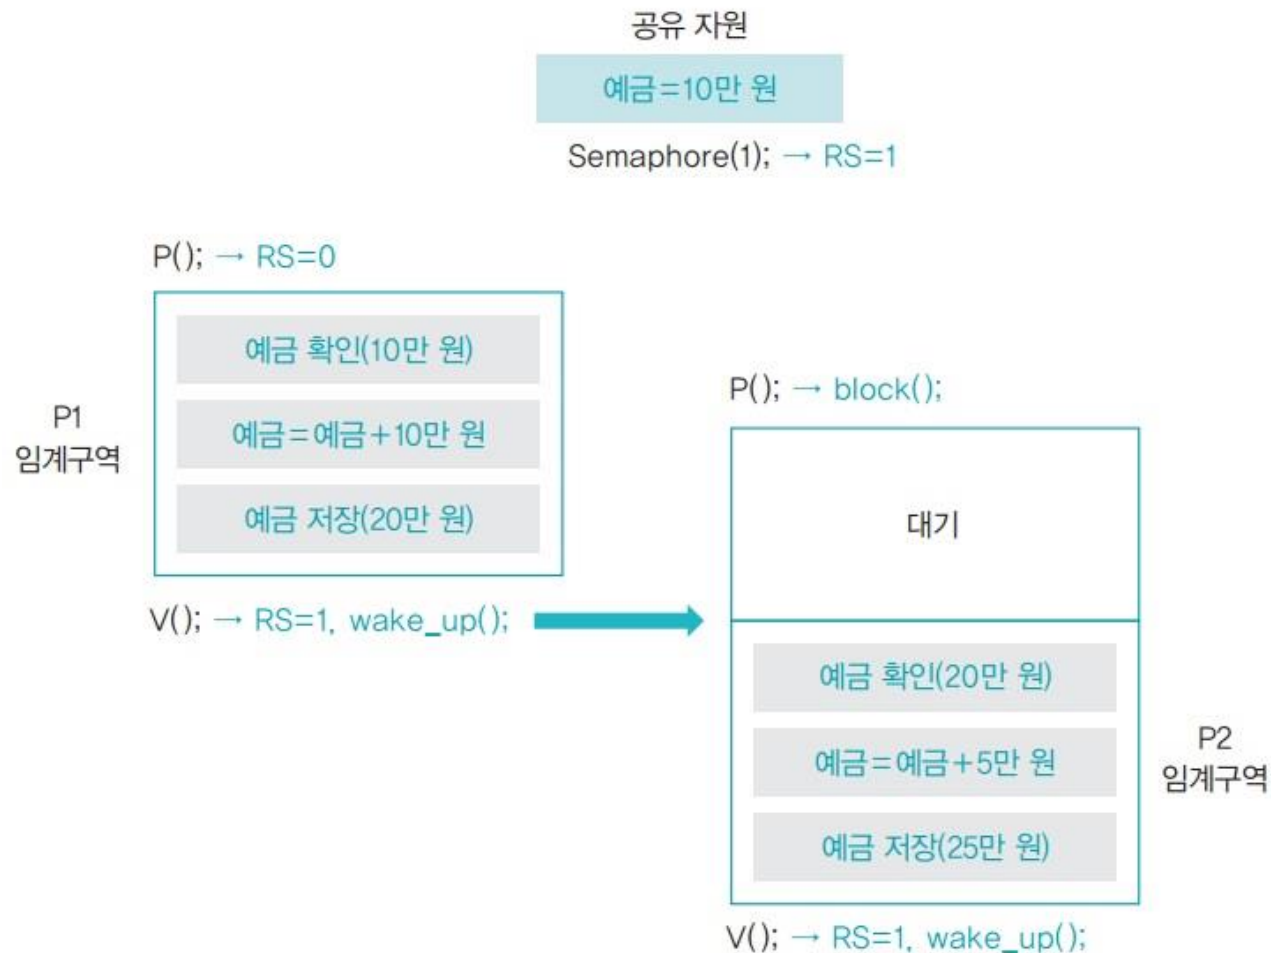 공유 자원
예금=10만 원
Semaphore(1); → RS=1
P(); → RS=0
예금 확인(10만 원)
예금=예금+10만 원
예금 저장(20만 원)
P1
임계구역
V(); → RS=1, wake_up();
P(); → block();
대기
예금 확인(20만 원)
예금=예금+5만 원
예금 저장(25만 원)
P2
임계구역
V(); → RS=1, wake_up();